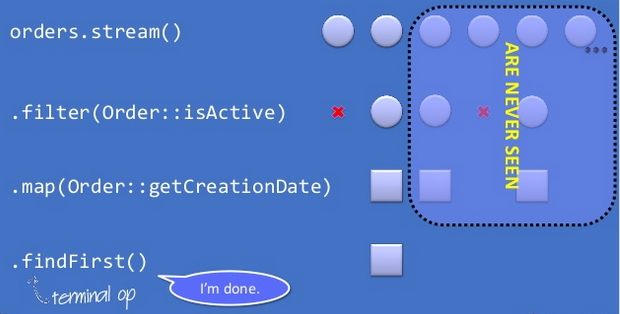 orders.stream()
...
ARE NEVER SEEN
.filter(Order::isActive)
.map(Order::getCreationDate)
.findFirst()
terminal op
I'm done.